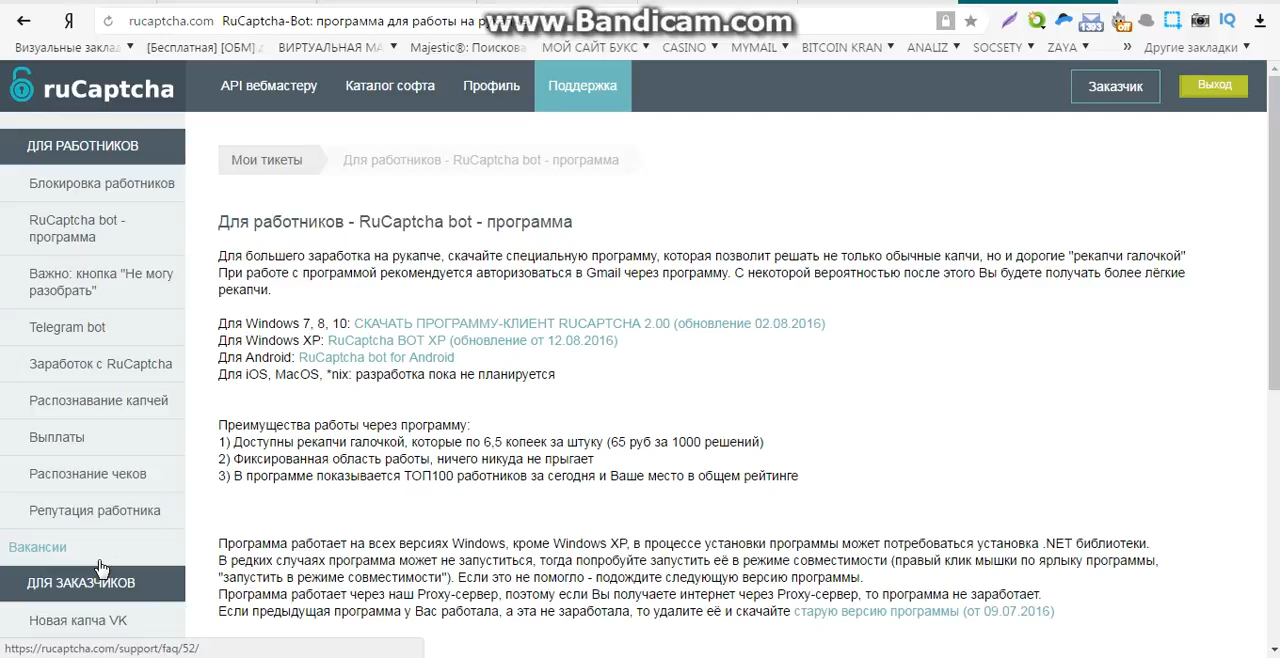 Я rucaptcha.com RuCaptcha-Bot: программа для работы на р
www.Bandicam.com
1393 off IQ
Визуальные заклад [Бесплатная] [ОБМ] ВИРТУАЛЬНАЯ МА Majestic®: Поискова МОЙ САЙТ БУКС CASINO MYMAIL BITCOIN KRAN ANALIZ SOCSETY ZAYA » Другие закладки
ruCaptcha API вебмастеру Каталог софта Профиль Поддержка Заказчик Выход
ДЛЯ РАБОТНИКОВ
Блокировка работников
RuCaptcha bot -
программа
Важно: кнопка "Не могу
разобрать"
Telegram bot
Заработок с RuCaptcha
Распознавание капчей
Выплаты
Распознание чеков
Репутация работника
Вакансии
ДЛЯ ЗАКАЗЧИКОВ
Новая капча VK
https://rucaptcha.com/support/faq/52/
Мои тикеты Для работников - RuCaptcha bot - программа
Для работников - RuCaptcha bot - программа
Для большего заработка на рукапче, скачайте специальную программу, которая позволит решать не только обычные капчи, но и дорогие "рекапчи галочкой"
При работе с программой рекомендуется авторизоваться в Gmail через программу. С некоторой вероятностью после этого Вы будете получать более лёгкие
рекапчи.
Для Windows 7, 8, 10: СКАЧАТЬ ПРОГРАММУ-КЛИЕНТ RUCAPTCHA 2.00 (обновление 02.08.2016)
Для Windows XP: RuCaptcha BOT XP (обновление от 12.08.2016)
Для Android: RuCaptcha bot for Android
Для iOS, MacOS, *nix: разработка пока не планируется
Преимущества работы через программу:
1) Доступны рекапчи галочкой, которые по 6,5 копеек за штуку (65 руб за 1000 решений)
2) Фиксированная область работы, ничего никуда не прыгает
3) В программе показывается ТОП100 работников за сегодня и Ваше место в общем рейтинге
Программа работает на всех версиях Windows, кроме Windows XP, в процессе установки программы может потребоваться установка .NET библиотеки.
В редких случаях программа может не запуститься, тогда попробуйте запустить её в режиме совместимости (правый клик мышки по ярлыку программы,
"запустить в режиме совместимости"). Если это не помогло - подождите следующую версию программы.
Программа работает через наш Proxy-сервер, поэтому если Вы получаете интернет через Proxy-сервер, то программа не заработает.
Если предыдущая программа у Вас работала, а эта не заработала, то удалите её и скачайте старую версию программы (от 09.07.2016)